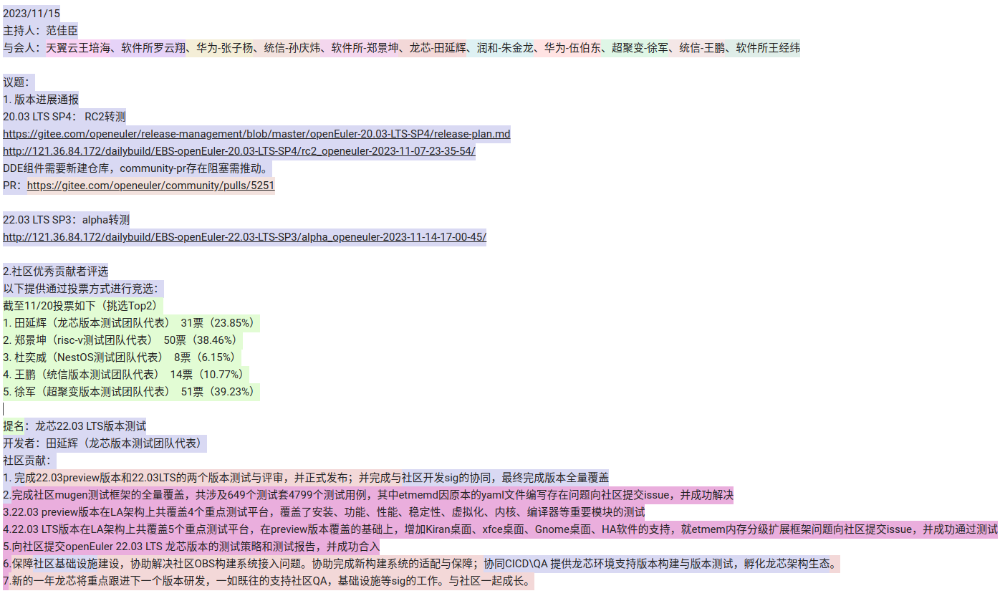 2023/11/15
主持人：范佳臣
与会人：天翼云王培海、软件所罗云翔、华为-张子杨、统信-孙庆炜、软件所-郑景坤、龙芯-田延辉、润和-朱金龙、华为-伍伯东、超聚变-徐军、统信-王鹏、软件所王经纬
议题：
1. 版本进展通报
20.03 LTS SP4： RC2转测
https://gitee.com/openeuler/release-management/blob/master/openEuler-20.03-LTS-SP4/release-plan.md
http://121.36.84.172/dailybuild/EBS-openEuler-20.03-LTS-SP4/rc2_openeuler-2023-11-07-23-35-54/
DDE组件需要新建仓库，community-pr存在阻塞需推动。
PR：https://gitee.com/openeuler/community/pulls/5251
22.03 LTS SP3：alpha转测
http://121.36.84.172/dailybuild/EBS-openEuler-22.03-LTS-SP3/alpha_openeuler-2023-11-14-17-00-45/
2.社区优秀贡献者评选
以下提供通过投票方式进行竞选：
截至11/20投票如下（挑选Top2）
1. 田延辉（龙芯版本测试团队代表） 31票（23.85%）
2. 郑景坤（risc-v测试团队代表） 50票（38.46%）
3. 杜奕威（NestOS测试团队代表） 8票（6.15%）
4. 王鹏（统信版本测试团队代表） 14票（10.77%）
5. 徐军（超聚变版本测试团队代表） 51票（39.23%）
提名：龙芯22.03 LTS版本测试
开发者：田延辉（龙芯版本测试团队代表）
社区贡献：
1. 完成22.03preview版本和22.03LTS的两个版本测试与评审，并正式发布；并完成与社区开发sig的协同，最终完成版本全量覆盖
2.完成社区mugen测试框架的全量覆盖，共涉及649个测试套4799个测试用例，其中etmemd因原本的yaml文件编写存在问题向社区提交issue，并成功解决
3.22.03 preview版本在LA架构上共覆盖4个重点测试平台，覆盖了安装、功能、性能、稳定性、虚拟化、内核、编译器等重要模块的测试
4.22.03 LTS版本在LA架构上共覆盖5个重点测试平台，在preview版本覆盖的基础上，增加Kiran桌面、xfce桌面、Gnome桌面、HA软件的支持，就etmem内存分级扩展框架问题向社区提交issue，并成功通过测试
5.向社区提交openEuler 22.03 LTS 龙芯版本的测试策略和测试报告，并成功合入
6.保障社区基础设施建设，协助解决社区OBS构建系统接入问题。协助完成新构建系统的适配与保障；协同CICD\QA 提供龙芯环境支持版本构建与版本测试，孵化龙芯架构生态。
7.新的一年龙芯将重点跟进下一个版本研发，一如既往的支持社区QA，基础设施等sig的工作。与社区一起成长。